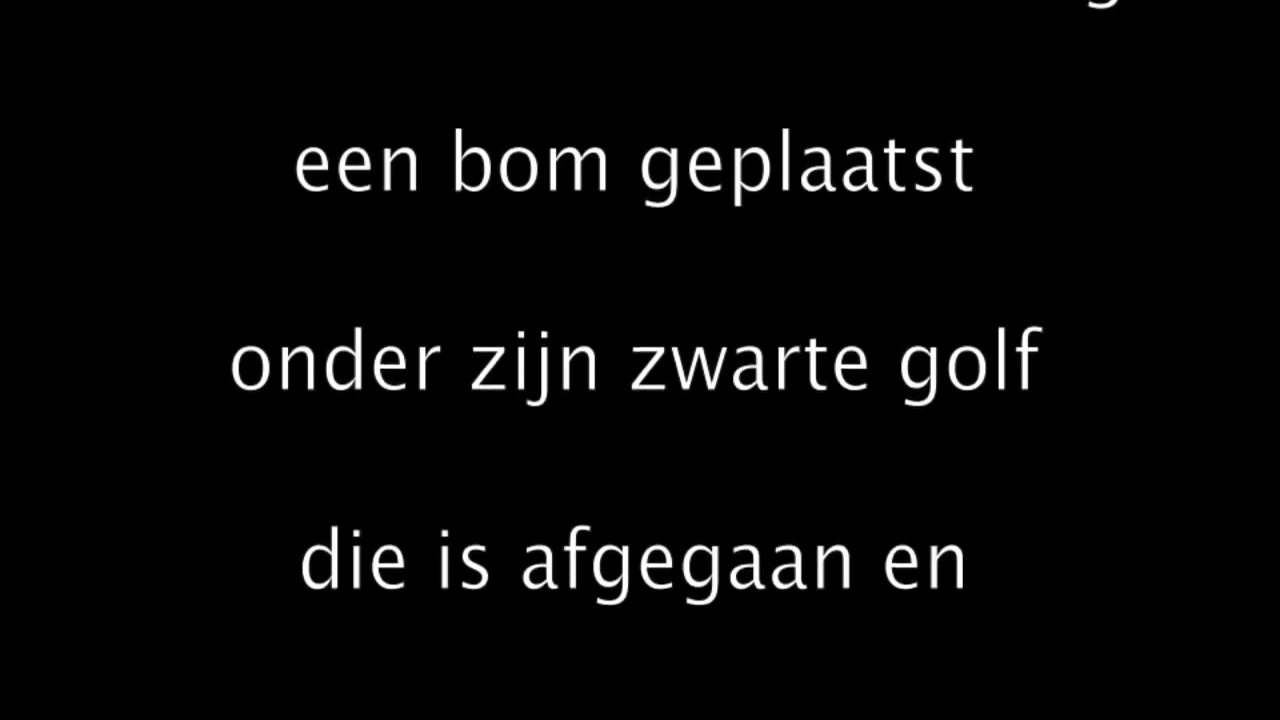 een bom geplaatst
onder zijn zwarte golf
die is afgegaan en